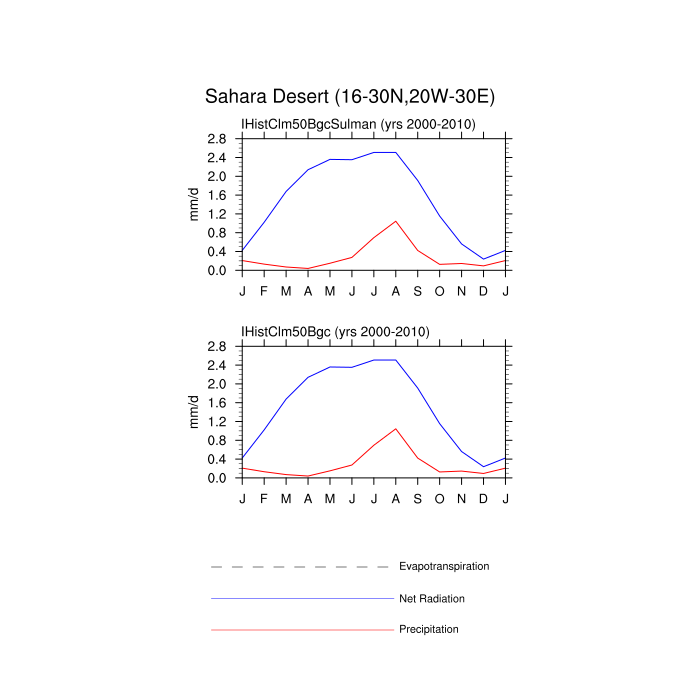 Sahara Desert (16-30N,20W-30E)
IHistClm50BgcSulman (yrs 2000-2010)
2.8
2.4
2.0
1.6
1.2
0.8
0.4
0.0
mm/d
J F M A M J J A S O N D J
IHistClm50Bgc (yrs 2000-2010)
2.8
2.4
2.0
1.6
1.2
0.8
0.4
0.0
mm/d
J F M A M J J A S O N D J
Evapotranspiration
Net Radiation
Precipitation